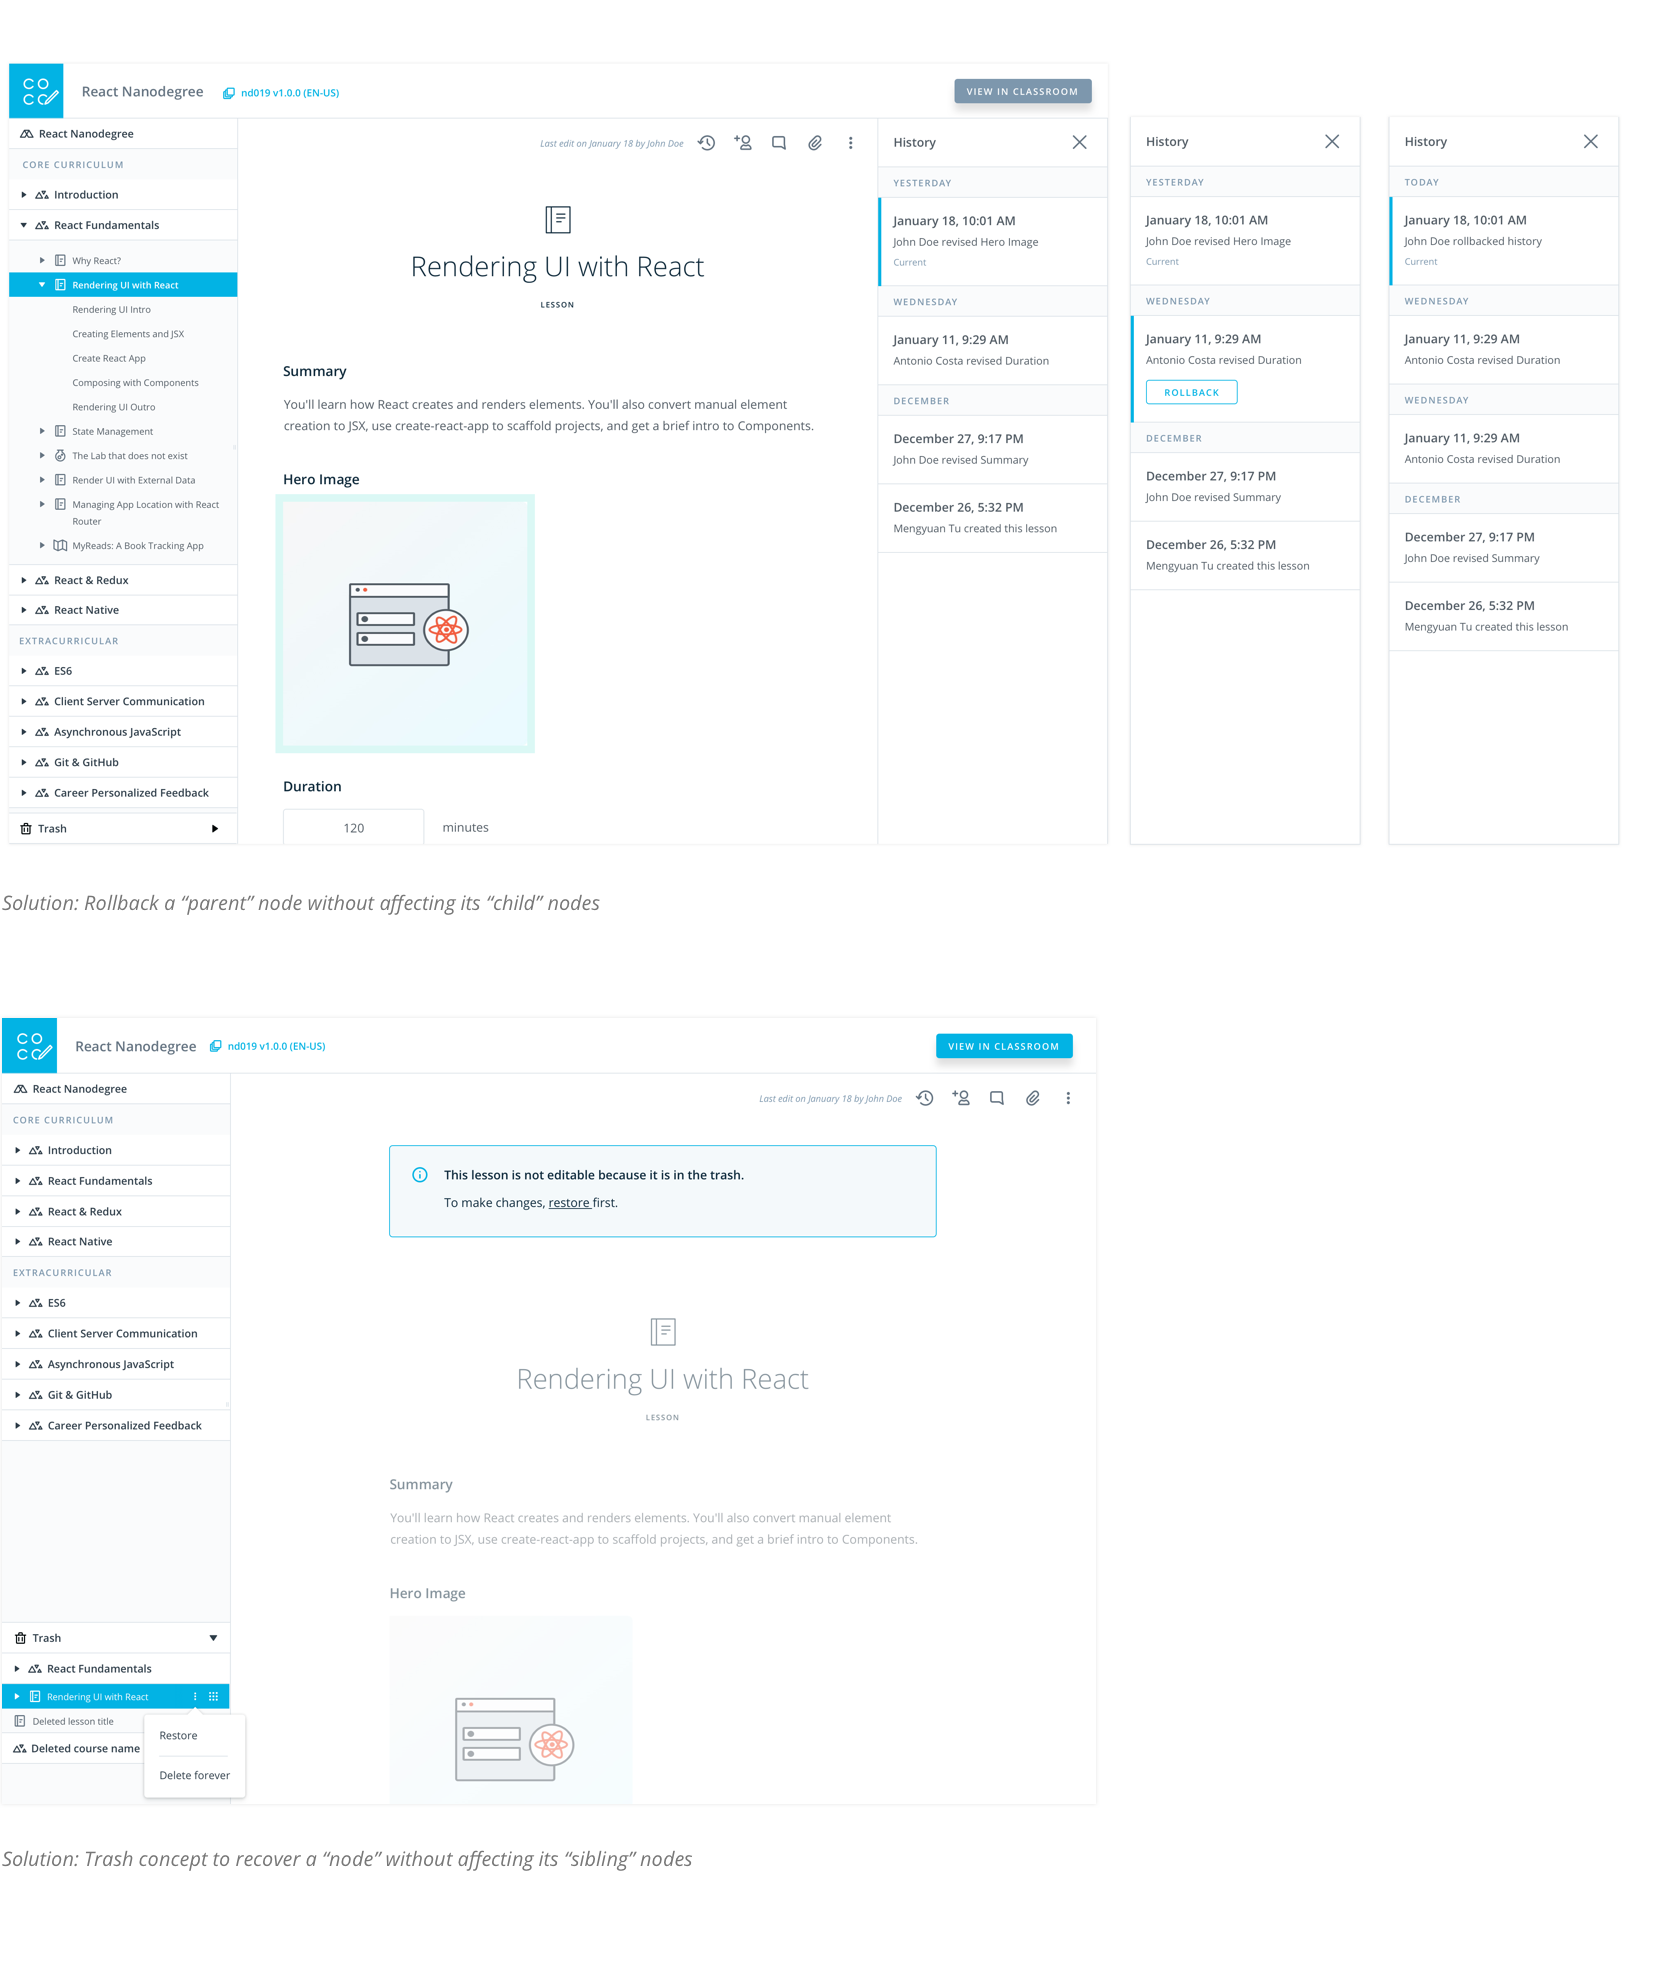 CO
CC
React Nanodegree
nd019 v1.0.0 (EN-US)
VIEW IN CLASSROOM
React Nanodegree
CORE CURRICULUM
Introduction
React Fundamentals
Why React?
Rendering UI with React
Rendering UI Intro
Creating Elements and JSX
Create React App
Composing with Components
Rendering UI Outro
State Management
The Lab that does not exist
Render UI with External Data
Managing App Location with React
Router
MyReads: A Book Tracking App
React & Redux
React Native
EXTRACURRICULAR
ES6
Client Server Communication
Asynchronous JavaScript
Git & GitHub
Career Personalized Feedback
Trash
Last edit on January 18 by John Doe
Rendering UI with React
LESSON
Summary
You'll learn how React creates and renders elements. You'll also convert manual element
creation to JSX, use create-react-app to scaffold projects, and get a brief intro to Components.
Hero Image
Duration
120 minutes
History
YESTERDAY
January 18, 10:01 AM
John Doe revised Hero Image
Current
WEDNESDAY
January 11, 9:29 AM
Antonio Costa revised Duration
DECEMBER
December 27, 9:17 PM
John Doe revised Summary
December 26, 5:32 PM
Mengyuan Tu created this lesson
History
YESTERDAY
January 18, 10:01 AM
John Doe revised Hero Image
Current
WEDNESDAY
January 11, 9:29 AM
Antonio Costa revised Duration
ROLLBACK
DECEMBER
December 27, 9:17 PM
John Doe revised Summary
December 26, 5:32 PM
Mengyuan Tu created this lesson
History
TODAY
January 18, 10:01 AM
John Doe rollbacked history
Current
WEDNESDAY
January 11, 9:29 AM
Antonio Costa revised Duration
WEDNESDAY
January 11, 9:29 AM
Antonio Costa revised Duration
DECEMBER
December 27, 9:17 PM
John Doe revised Summary
December 26, 5:32 PM
Mengyuan Tu created this lesson
Solution: Rollback a “parent” node without affecting its “child” nodes
CO
CC
React Nanodegree
nd019 v1.0.0 (EN-US)
VIEW IN CLASSROOM
React Nanodegree
CORE CURRICULUM
Introduction
React Fundamentals
React & Redux
React Native
EXTRACURRICULAR
ES6
Client Server Communication
Asynchronous JavaScript
Git & GitHub
Career Personalized Feedback
Trash
React Fundamentals
Rendering UI with React
Deleted lesson title
Deleted course name
Restore
Delete forever
Last edit on January 18 by John Doe
This lesson is not editable because it is in the trash.
To make changes, restore first.
Rendering UI with React
LESSON
Summary
You'll learn how React creates and renders elements. You'll also convert manual element
creation to JSX, use create-react-app to scaffold projects, and get a brief intro to Components.
Hero Image
Solution: Trash concept to recover a “node” without affecting its “sibling” nodes